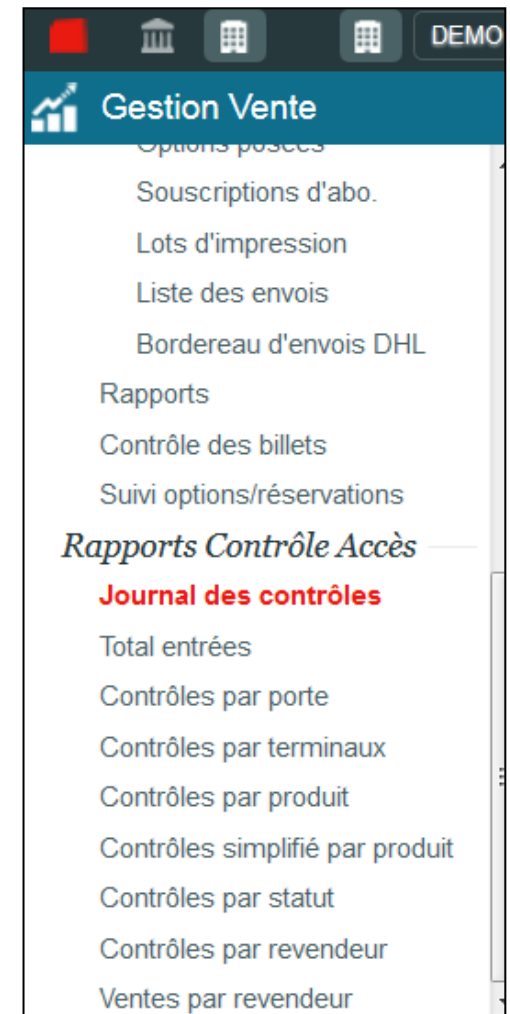 DEMO
Gestion Vente
Options posées
Souscriptions d'abo.
Lots d'impression
Liste des envois
Bordereau d'envois DHL
Rapports
Contrôle des billets
Suivi options/réservations
Rapports Contrôle Accès
Journal des contrôles
Total entrées
Contrôles par porte
Contrôles par terminaux
Contrôles par produit
Contrôles simplifié par produit
Contrôles par statut
Contrôles par revendeur
Ventes par revendeur